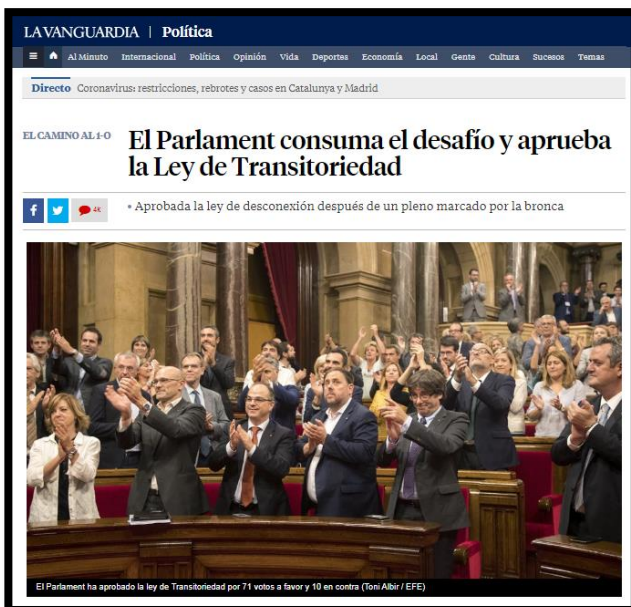 LA VANGUARDIA | Política
Al Minuto Internacional Política Opinión Vida Deportes Economía Local Gente Cultura Sucesos Temas
Directo Coronavirus: restricciones, rebrotes y casos en Catalunya y Madrid
EL CAMINO AL 1-O
El Parlament consuma el desafío y aprueba
la Ley de Transitoriedad
f
4K
• Aprobada la ley de desconexión después de un pleno marcado por la bronca
El Parlament ha aprobado la ley de Transitoriedad por 71 votos a favor y 10 en contra (Toni Albir / EFE)